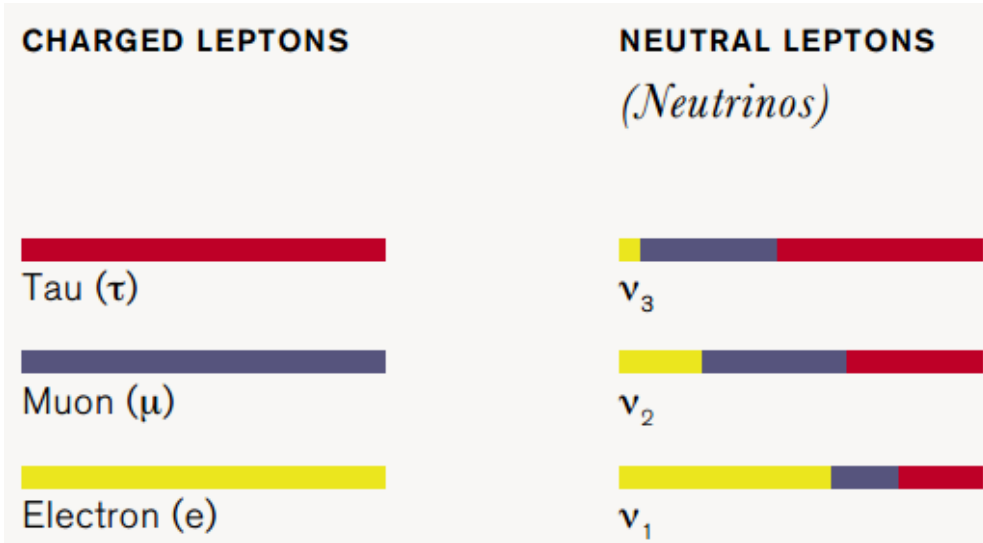 CHARGED LEPTONS
NEUTRAL LEPTONS
(Neutrinos)
Tau (τ)
ν₃
Muon (μ)
ν₂
Electron (e)
ν₁